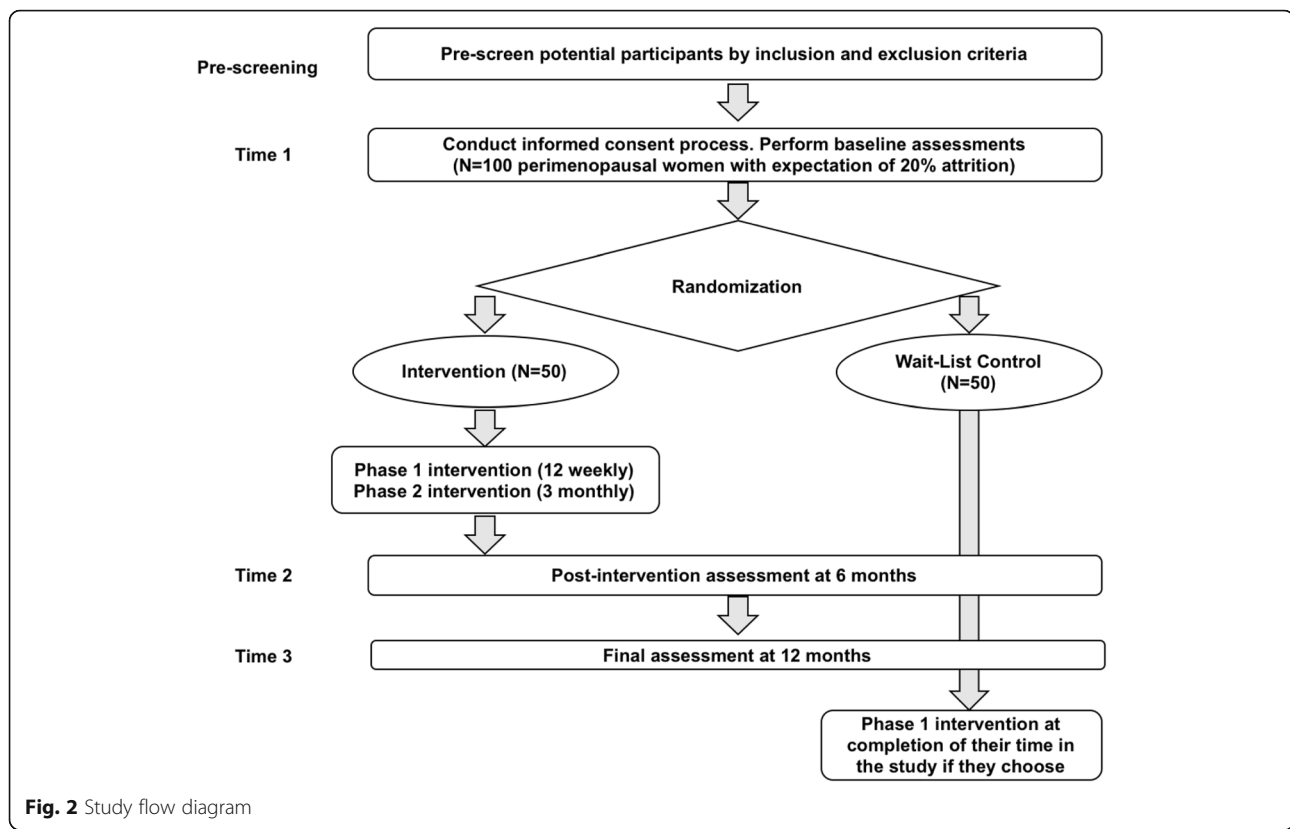 Pre-screening
Pre-screen potential participants by inclusion and exclusion criteria
Time 1
Conduct informed consent process. Perform baseline assessments
(N=100 perimenopausal women with expectation of 20% attrition)
Randomization
Intervention (N=50)
Wait-List Control
(N=50)
Phase 1 intervention (12 weekly)
Phase 2 intervention (3 monthly)
Time 2
Post-intervention assessment at 6 months
Time 3
Final assessment at 12 months
Phase 1 intervention at
completion of their time in
the study if they choose
Fig. 2 Study flow diagram